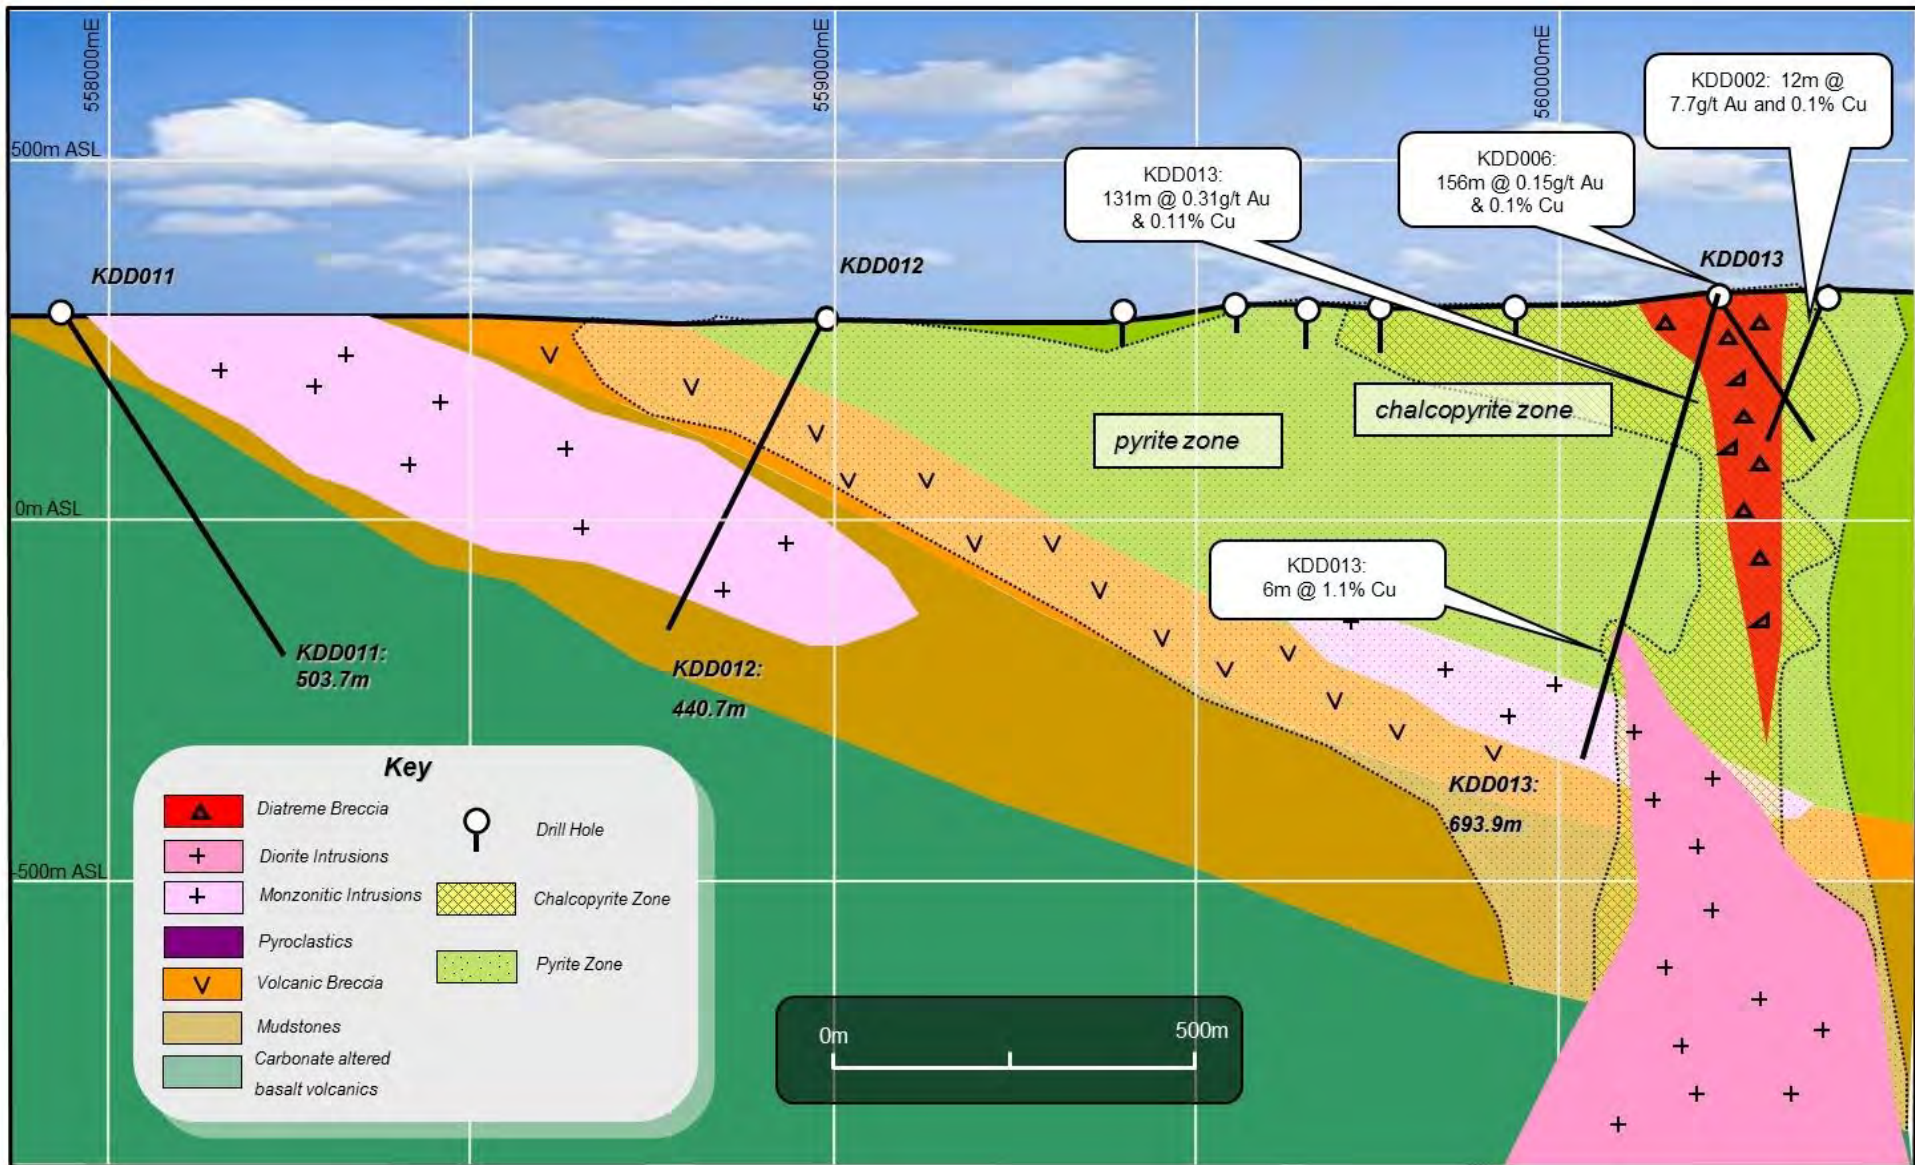 558000mE
559000mE
560000mE
KDD002: 12m @
7.7g/t Au and 0.1% Cu
KDD006:
156m @ 0.15g/t Au
& 0.1% Cu
KDD013:
131m @ 0.31g/t Au
& 0.11% Cu
500m ASL
KDD011
KDD012
KDD013
chalcopyrite zone
pyrite zone
0m ASL
KDD013:
6m @ 1.1% Cu
KDD011:
503.7m
KDD012:
440.7m
KDD013:
693.9m
-500m ASL
Key
Diatreme Breccia
Diorite Intrusions
Monzonitic Intrusions
Pyroclastics
Volcanic Breccia
Mudstones
Carbonate altered
basalt volcanics
Drill Hole
Chalcopyrite Zone
Pyrite Zone
0m
500m